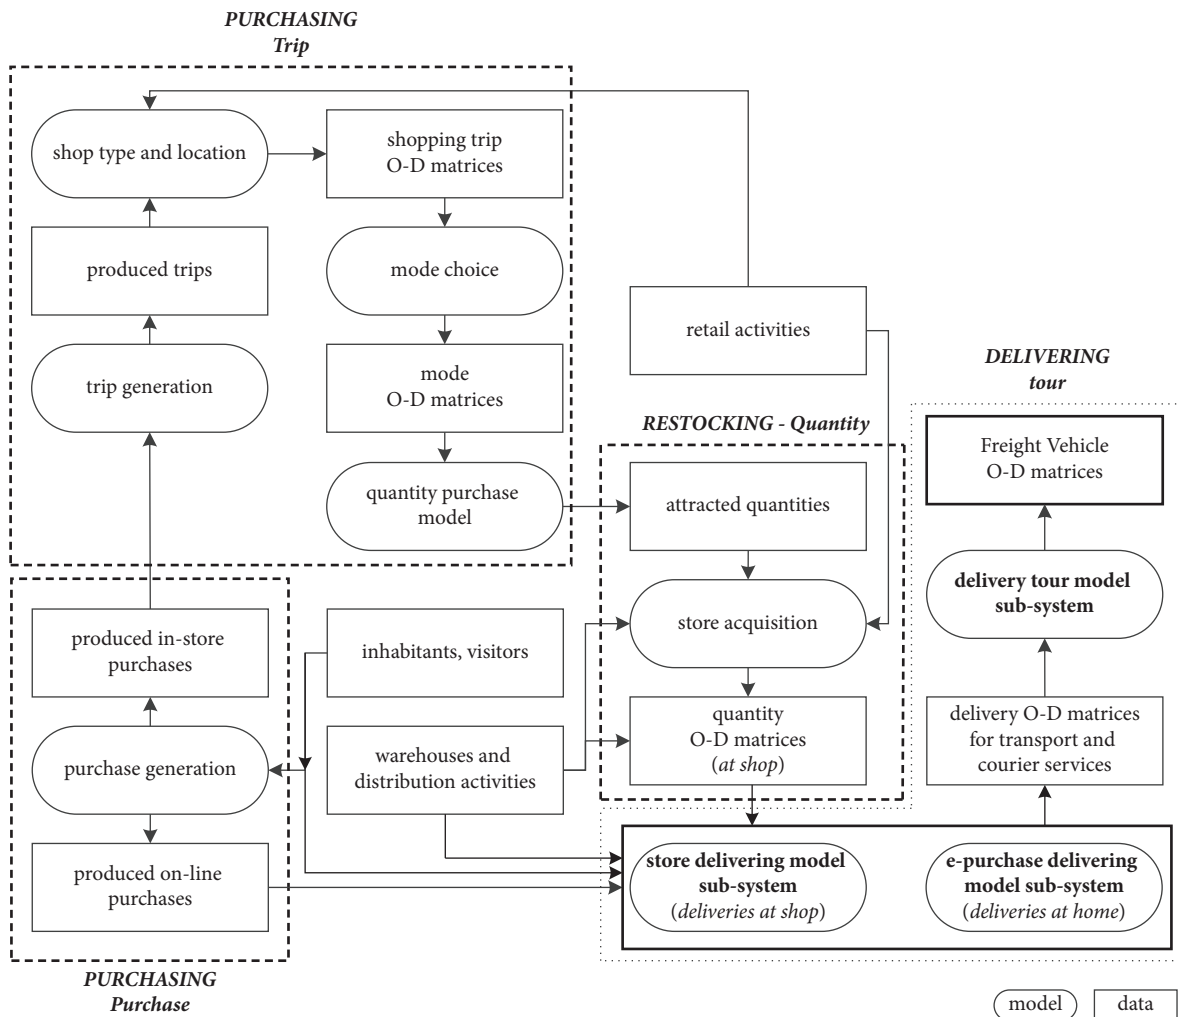 PURCHASING
Trip
shop type and location
shopping trip
O-D matrices
produced trips
mode choice
retail activities
trip generation
mode
O-D matrices
DELIVERING
tour
RESTOCKING - Quantity
quantity purchase
model
attracted quantities
Freight Vehicle
O-D matrices
produced in-store
purchases
inhabitants, visitors
store acquisition
delivery tour model
sub-system
purchase generation
warehouses and
distribution activities
quantity
O-D matrices
(at shop)
delivery O-D matrices
for transport and
courier services
produced on-line
purchases
store delivering model
sub-system
(deliveries at shop)
e-purchase delivering
model sub-system
(deliveries at home)
PURCHASING
Purchase
model
data